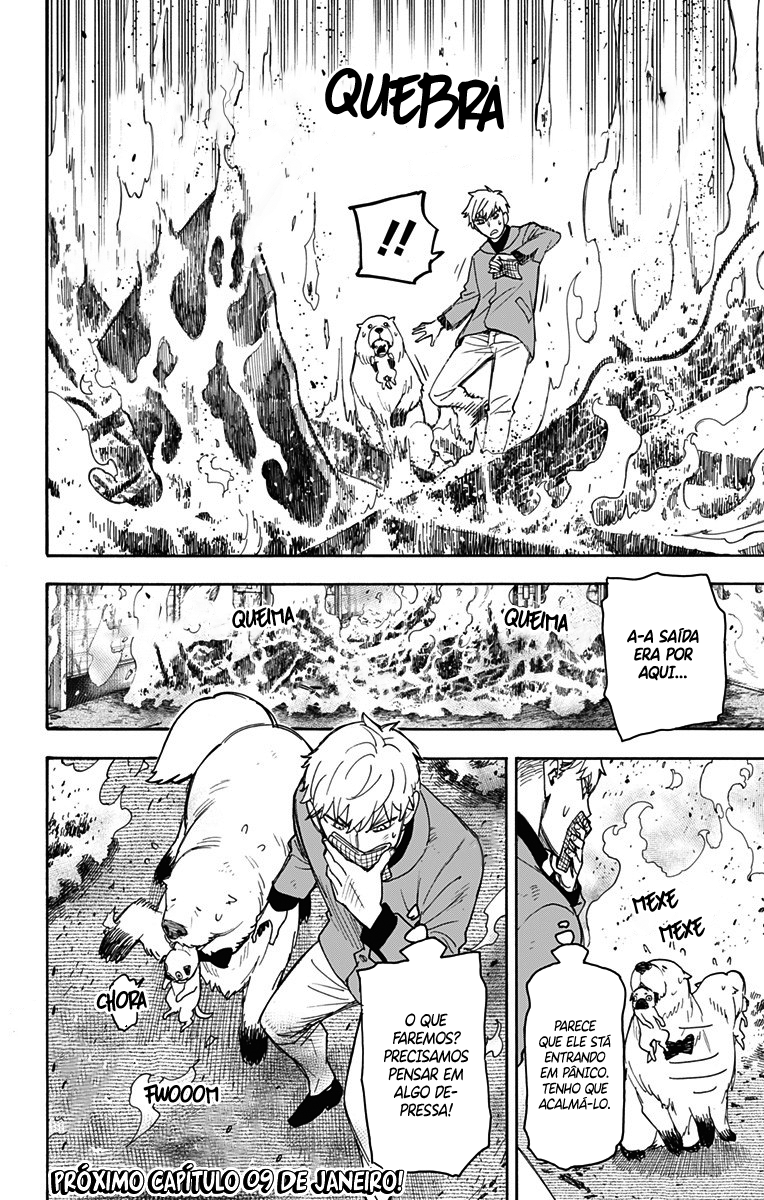 QUEBRA
!!
A-A SAÍDA
ERA POR
AQUI...
QUEIMA
QUEIMA
O QUE
FAREMOS?
PRECISAMOS
PENSAR EM
ALGO DE-
PRESSA!
CHORA
FWOOOM
MEXE
MEXE
PARECE
QUE ELE STÁ
ENTRANDO
EM PÂNICO.
TENHO QUE
ACALMÁ-LO.
PRÓXIMO CAPÍTULO 09 DE JANEIRO!